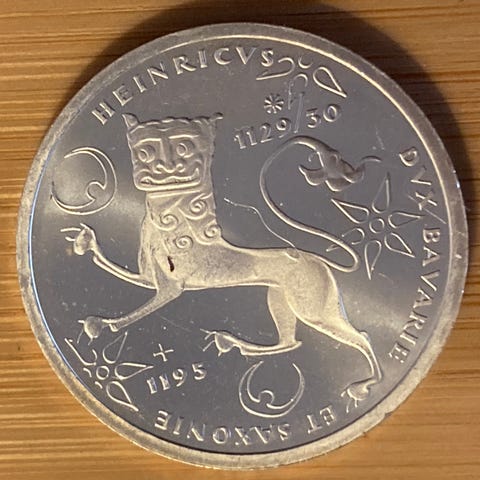 HEINRICVS
DVX BAVARIE
ET SAXONIE
* 1129/30
+
1195